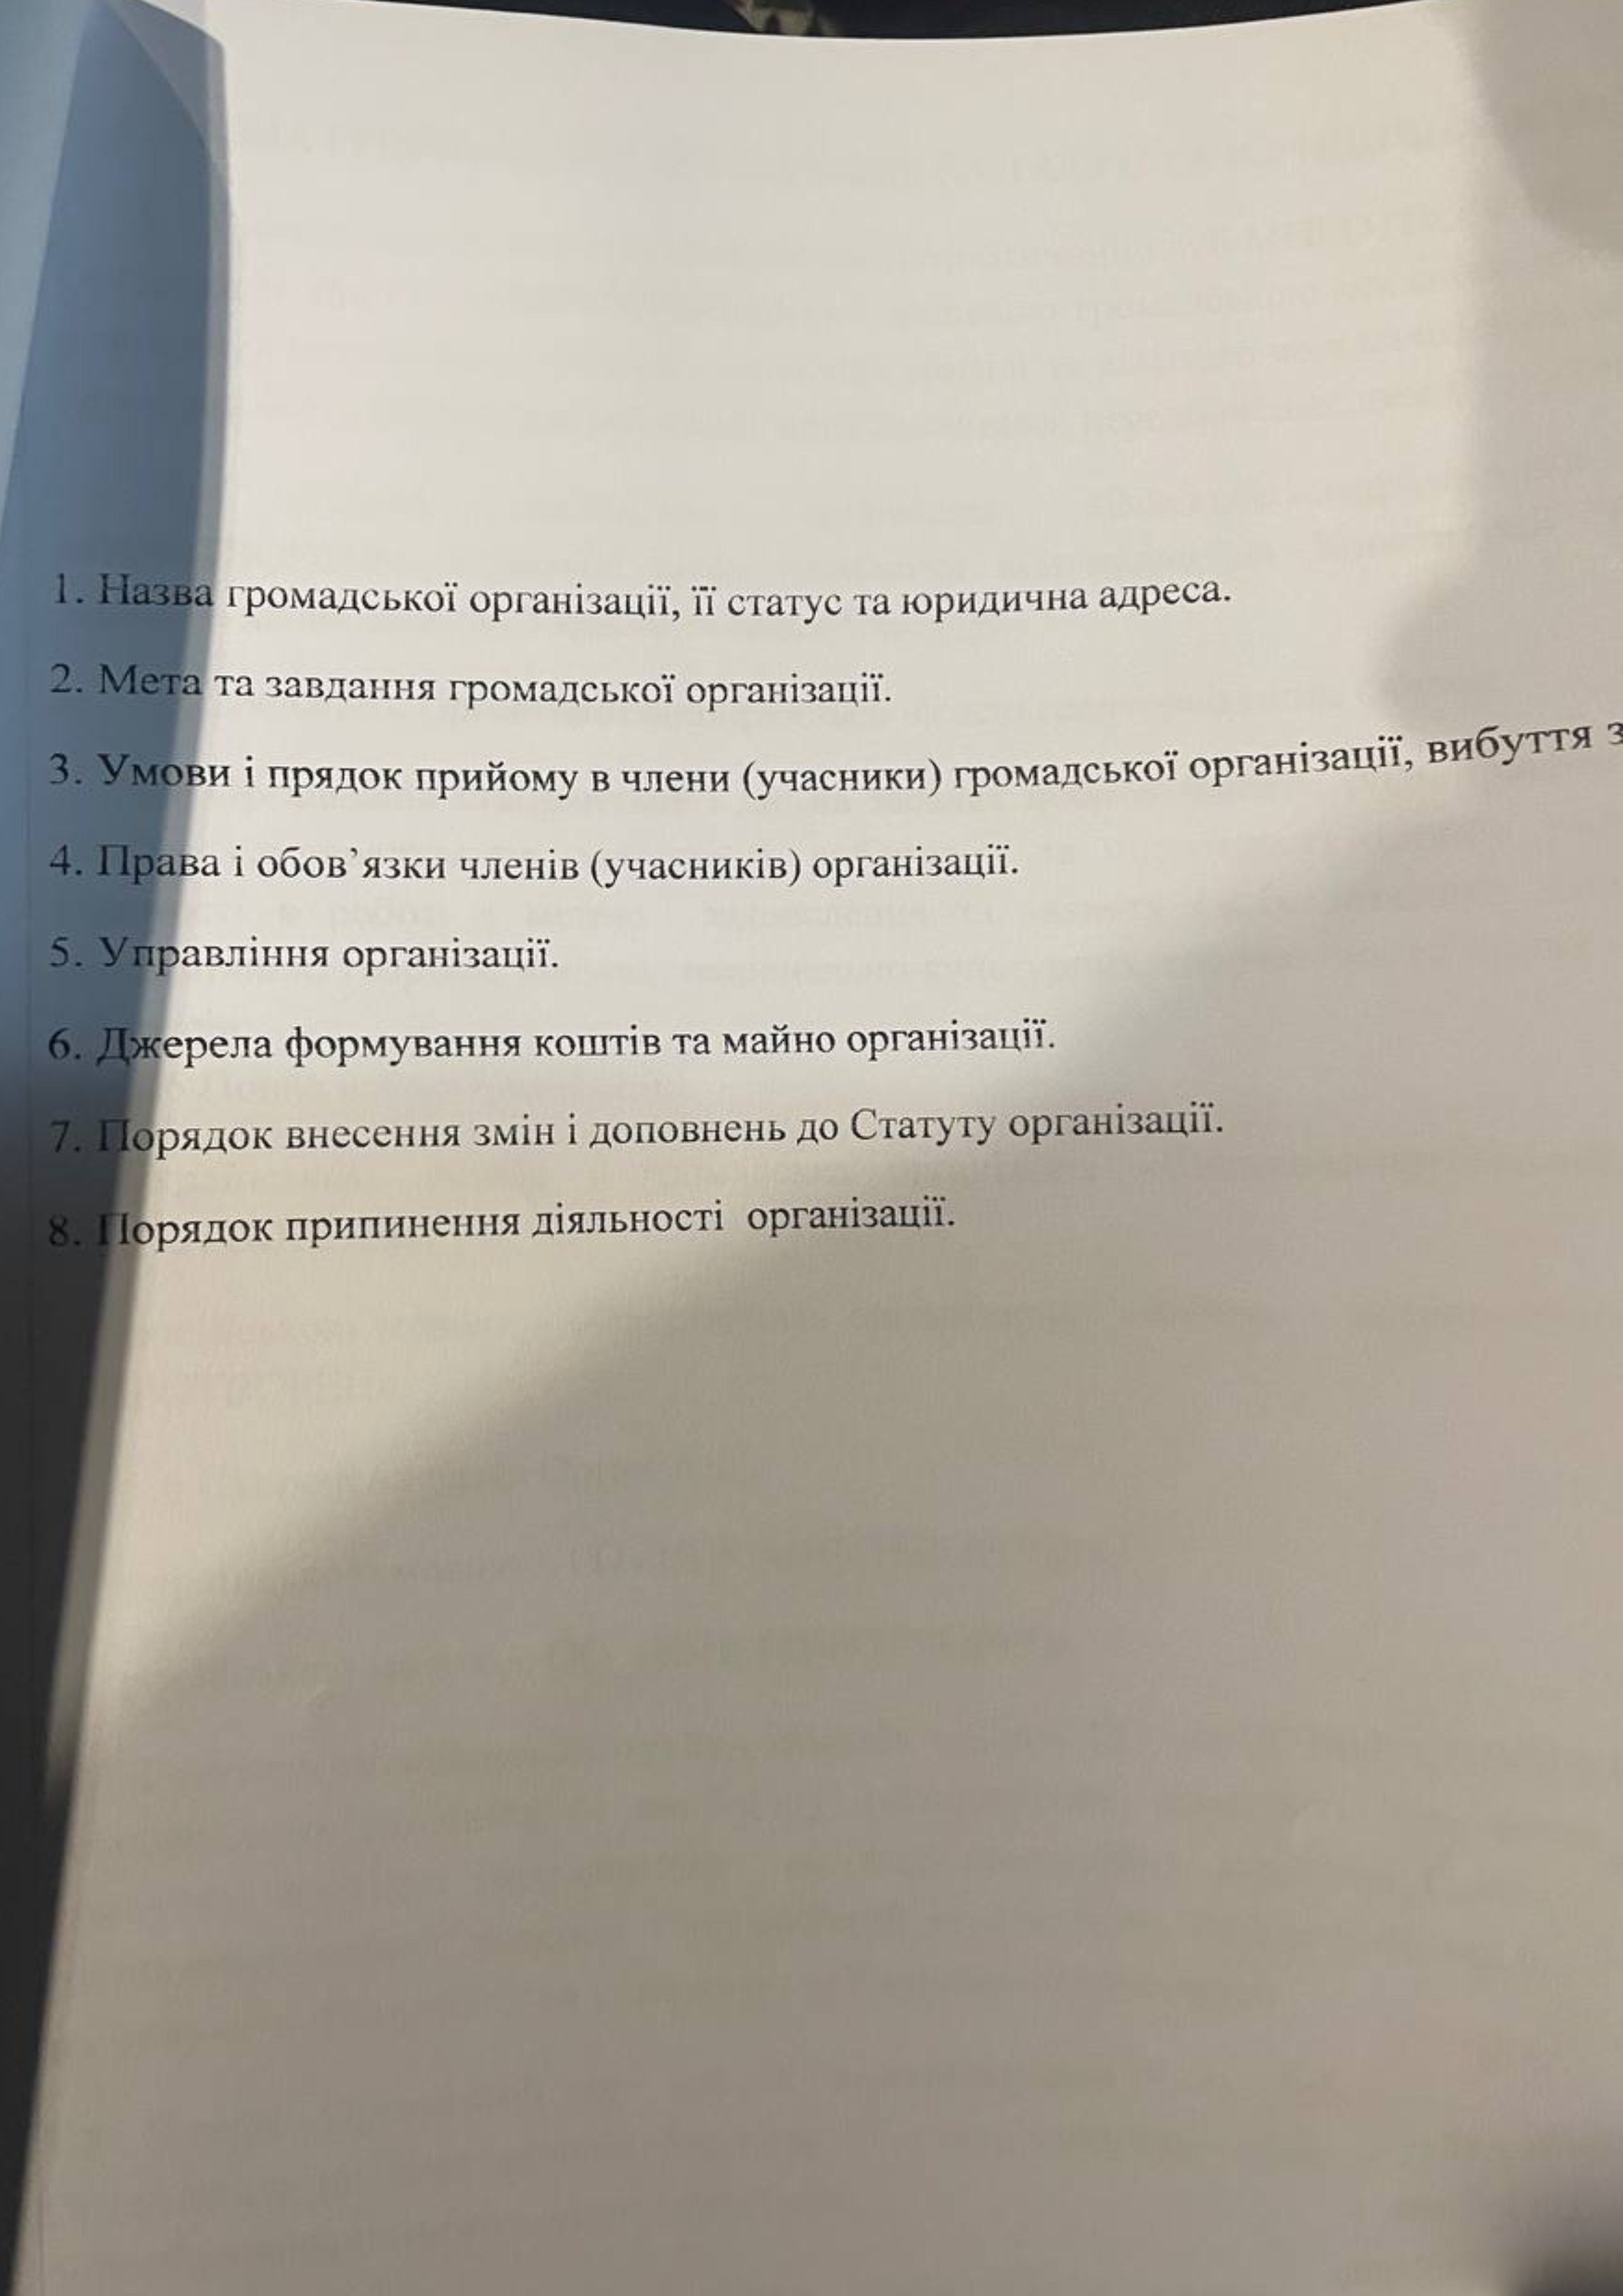 1. Назва громадської організації, її статус та юридична адреса.
2. Мета та завдання громадської організації.
3. Умови і прядок прийому в члени (учасники) громадської організації, вибуття з
4. Права і обов’язки членів (учасників) організації.
5. Управління організації.
6. Джерела формування коштів та майно організації.
7. Порядок внесення змін і доповнень до Статуту організації.
8. Порядок припинення діяльності організації.